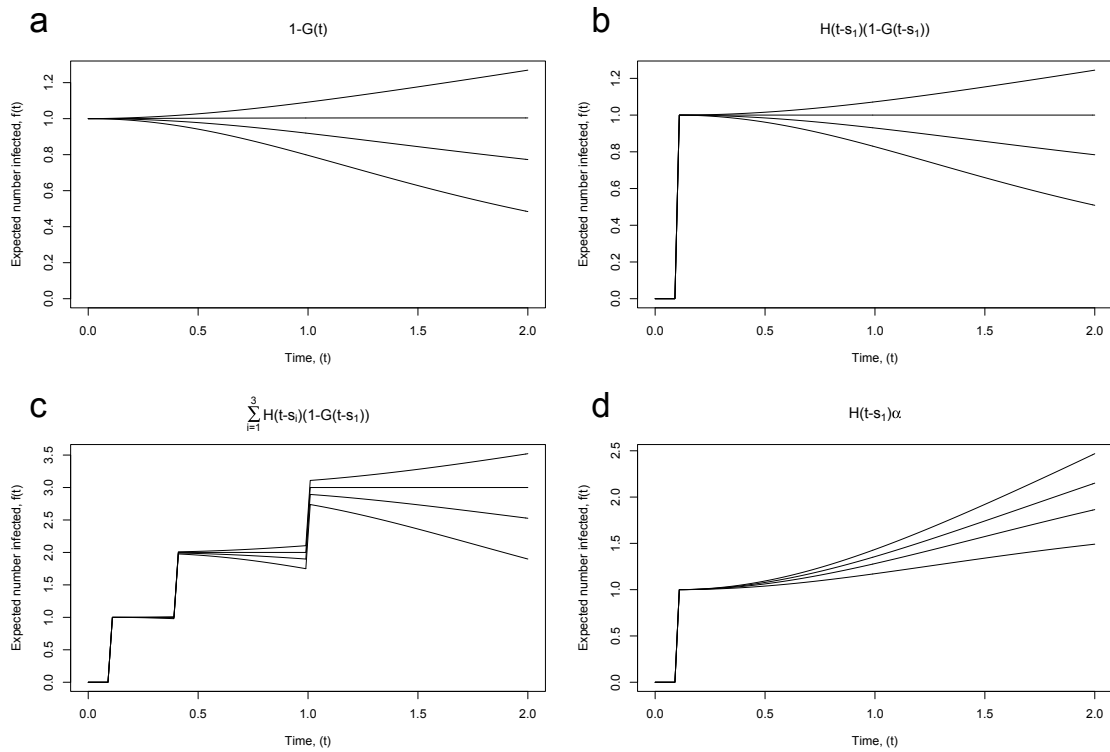 a
1-G(t)
Expected number infected, f(t)
0.0 0.2 0.4 0.6 0.8 1.0 1.2
0.0 0.5 1.0 1.5 2.0
Time, (t)
b
H(t-s₁)(1-G(t-s₁))
Expected number infected, f(t)
0.0 0.2 0.4 0.6 0.8 1.0 1.2
0.0 0.5 1.0 1.5 2.0
Time, (t)
c
3
∑H(t-sᵢ)(1-G(t-s₁))
i=1
Expected number infected, f(t)
0.0 0.5 1.0 1.5 2.0 2.5 3.0 3.5
0.0 0.5 1.0 1.5 2.0
Time, (t)
d
H(t-s₁)α
Expected number infected, f(t)
0.0 0.5 1.0 1.5 2.0 2.5
0.0 0.5 1.0 1.5 2.0
Time, (t)